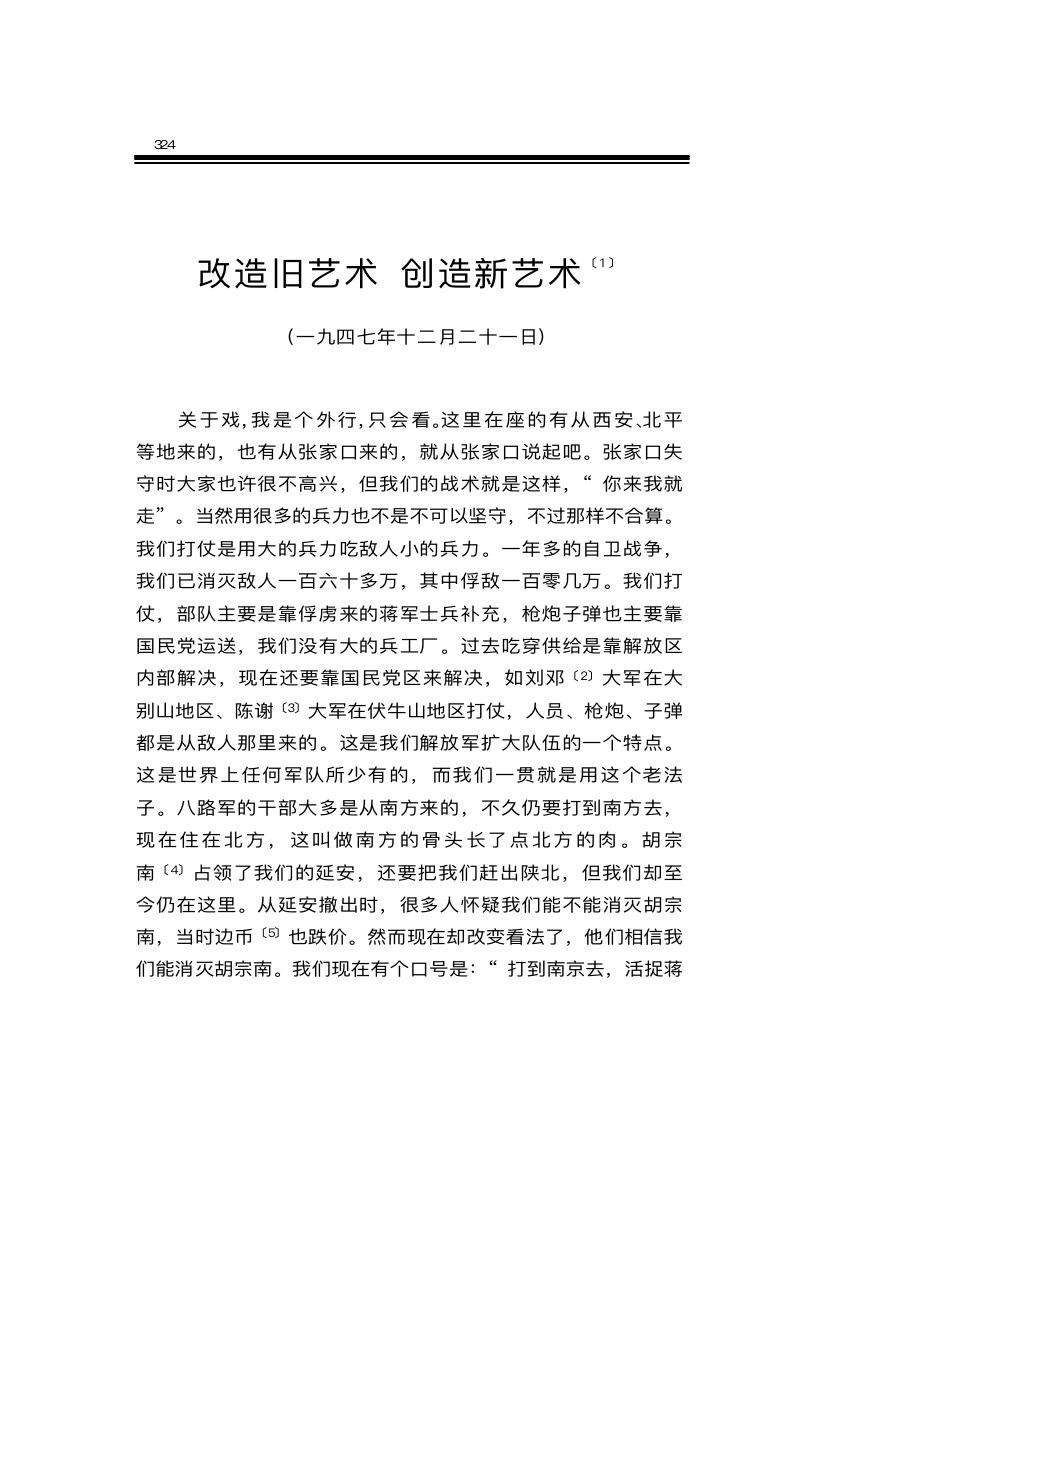 324
改造旧艺术 创造新艺术〔1〕
(一九四七年十二月二十一日)
关于戏,我是个外行,只会看。这里在座的有从西安、北平
等地来的，也有从张家口来的，就从张家口说起吧。张家口失
守时大家也许很不高兴，但我们的战术就是这样，“ 你来我就
走” 。当然用很多的兵力也不是不可以坚守，不过那样不合算。
我们打仗是用大的兵力吃敌人小的兵力。一年多的自卫战争，
我们已消灭敌人一百六十多万，其中俘敌一百零几万。我们打
仗，部队主要是靠俘虏来的蒋军士兵补充，枪炮子弹也主要靠
国民党运送，我们没有大的兵工厂。过去吃穿供给是靠解放区
内部解决，现在还要靠国民党区来解决，如刘邓〔2〕大军在大
别山地区、陈谢〔3〕大军在伏牛山地区打仗，人员、枪炮、子弹
都是从敌人那里来的。这是我们解放军扩大队伍的一个特点。
这是世界上任何军队所少有的，而我们一贯就是用这个老法
子。八路军的干部大多是从南方来的，不久仍要打到南方去，
现在住在北方，这叫做南方的骨头长了点北方的肉。胡宗
南〔4〕占领了我们的延安，还要把我们赶出陕北，但我们却至
今仍在这里。从延安撤出时，很多人怀疑我们能不能消灭胡宗
南，当时边币〔5〕也跌价。然而现在却改变看法了，他们相信我
们能消灭胡宗南。我们现在有个口号是：“ 打到南京去，活捉蒋